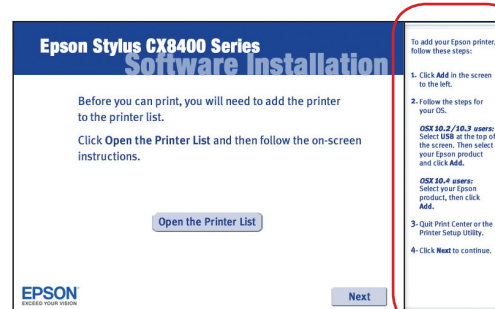 Epson Stylus CX8400 Series
Software Installation
Before you can print, you will need to add the printer
to the printer list.
Click Open the Printer List and then follow the on-screen
instructions.
Open the Printer List
EPSON
EXCEED YOUR VISION
Next
To add your Epson printer,
follow these steps:
1- Click Add in the screen
to the left.
2- Follow the steps for
your OS.
OSX 10.2/10.3 users:
Select USB at the top of
the screen. Then select
your Epson product
and click Add.
OSX 10.4 users:
Select your Epson
product, then click
Add.
3- Quit Print Center or the
Printer Setup Utility.
4- Click Next to continue.